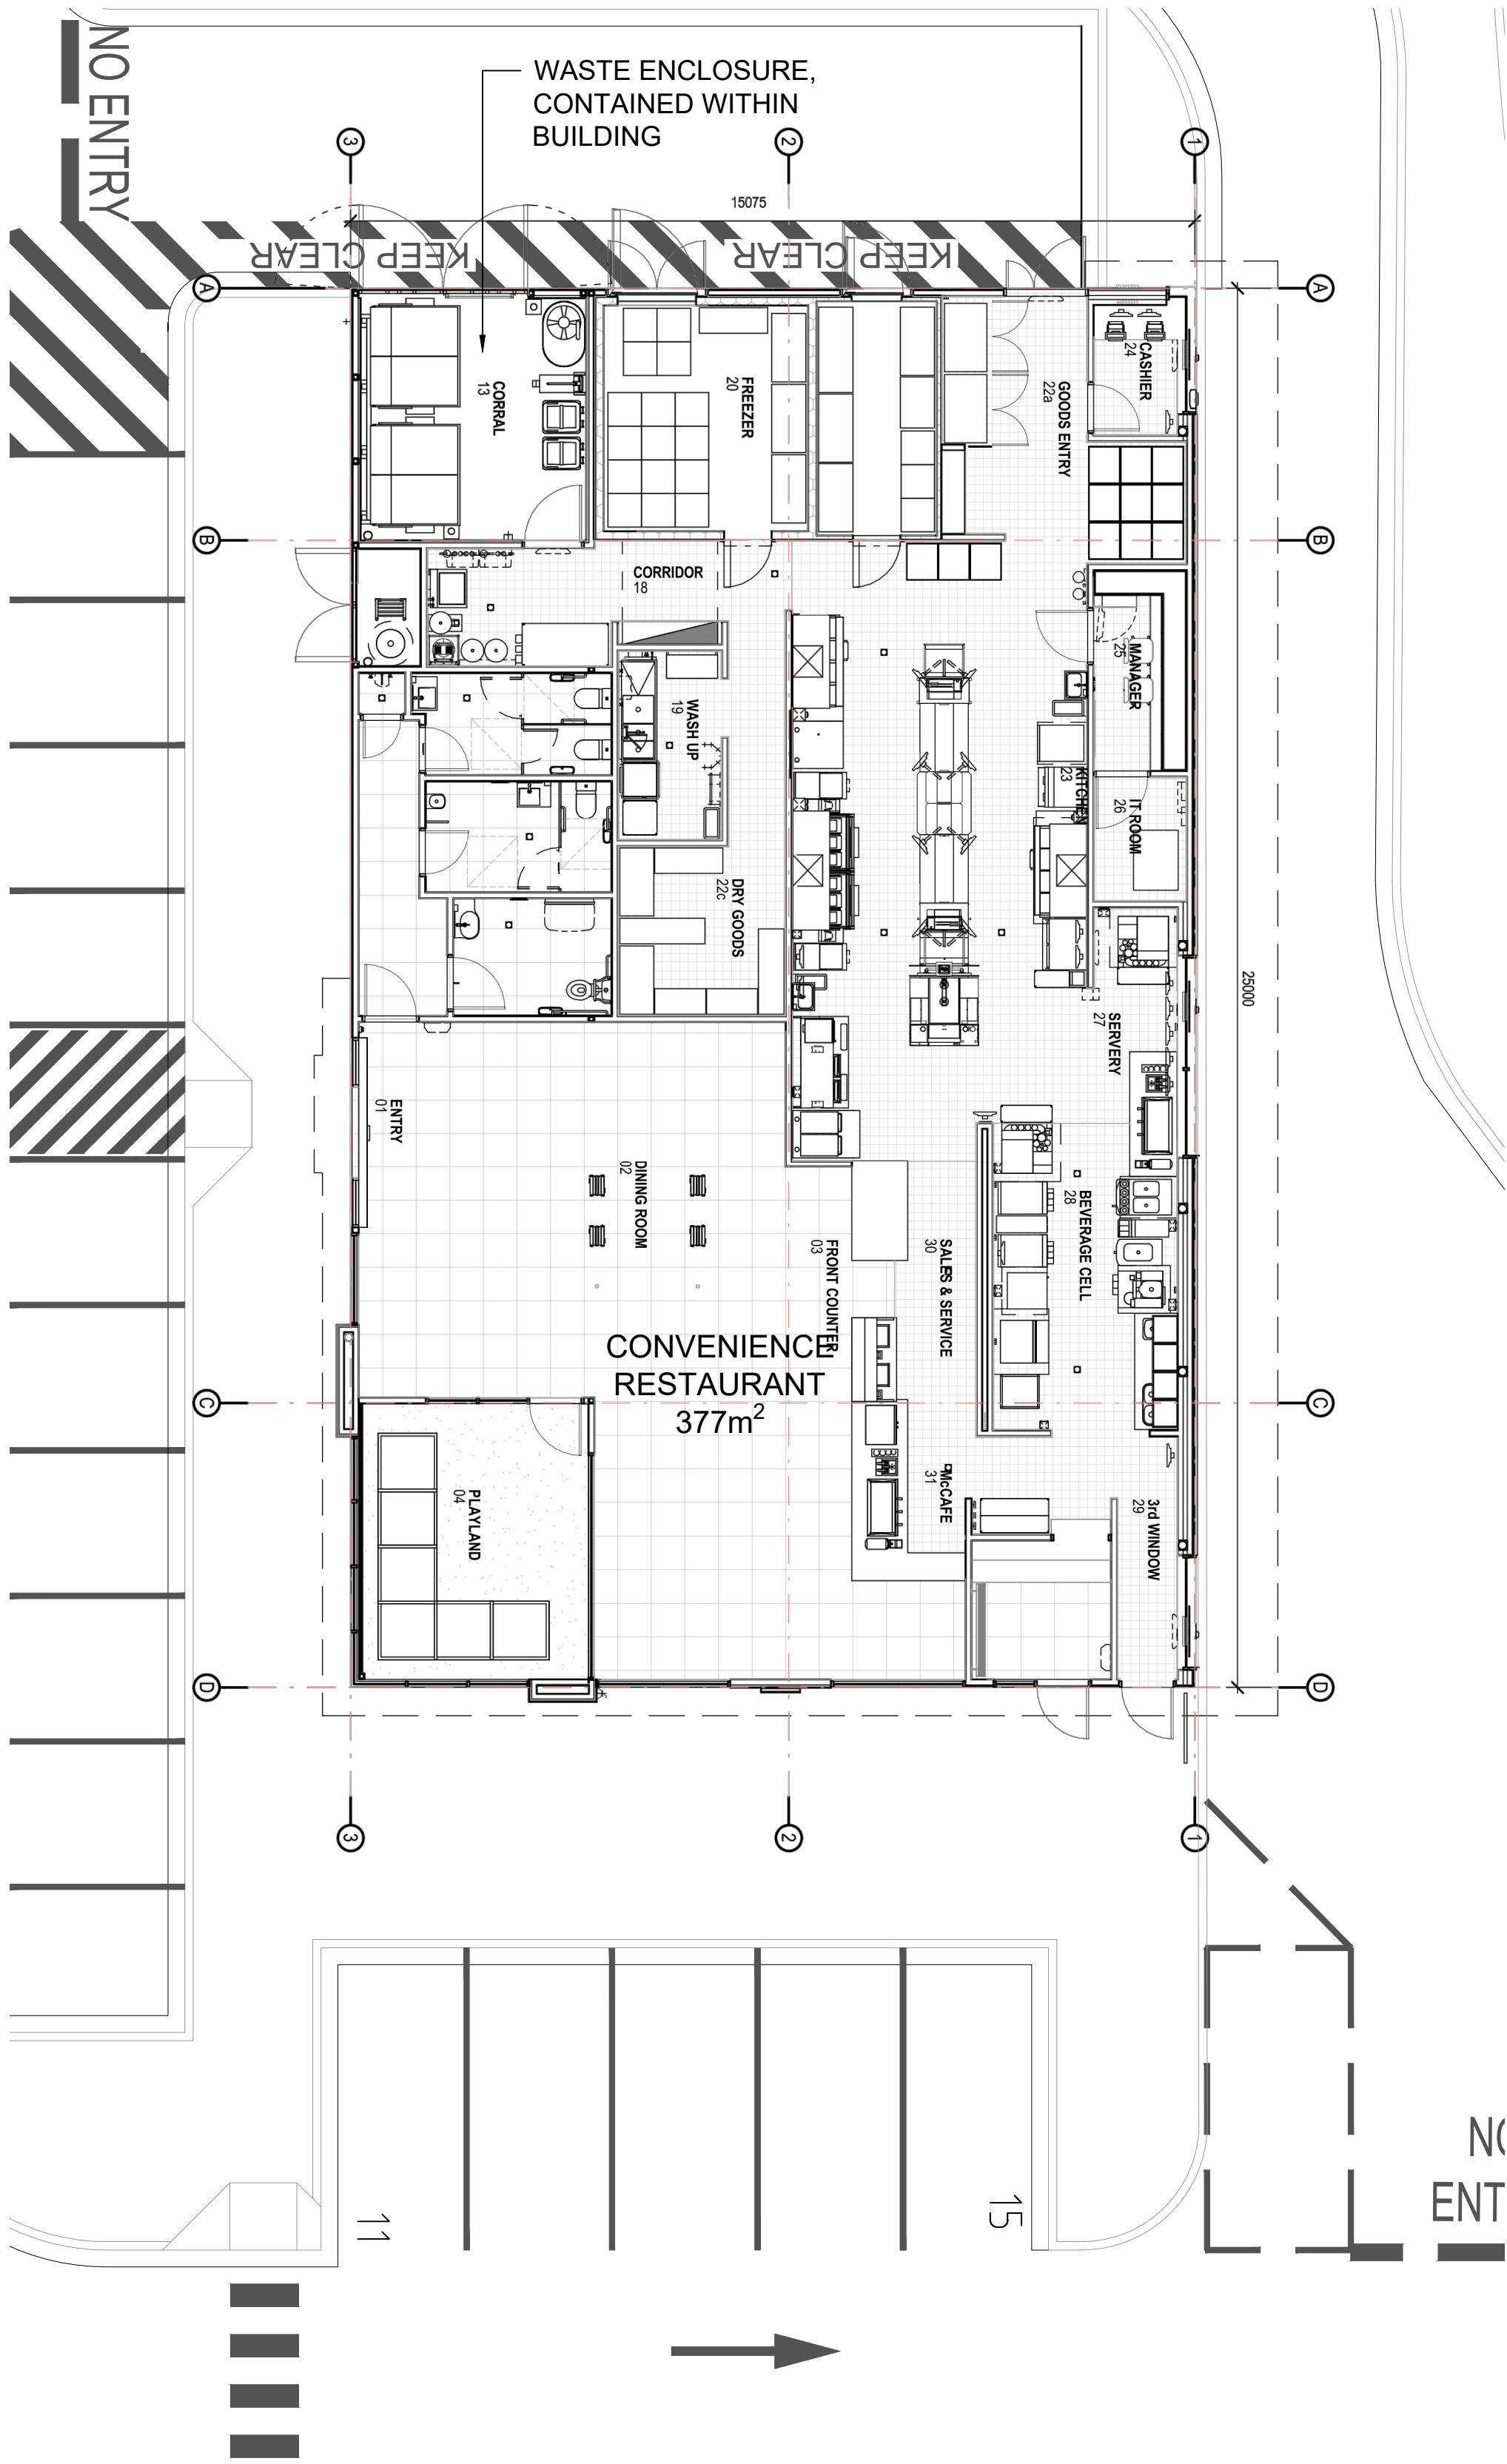 NO ENTRY
WASTE ENCLOSURE,
CONTAINED WITHIN
BUILDING
3
2
1
15075
KEEP CLEAR
KEEP CLEAR
A
A
CORRAL
13
FREEZER
20
GOODS ENTRY
22a
CASHIER
24
B
B
CORRIDOR
18
WASH UP
19
MANAGER
25
KITCHEN
23
IT ROOM
26
DRY GOODS
22c
25000
SERVERY
27
ENTRY
01
DINING ROOM
02
BEVERAGE CELL
28
FRONT COUNTER
03
SALES & SERVICE
30
CONVENIENCE
RESTAURANT
377m²
C
C
PLAYLAND
04
McCAFE
31
3rd WINDOW
29
D
D
3
2
1
11
15
NO
ENT